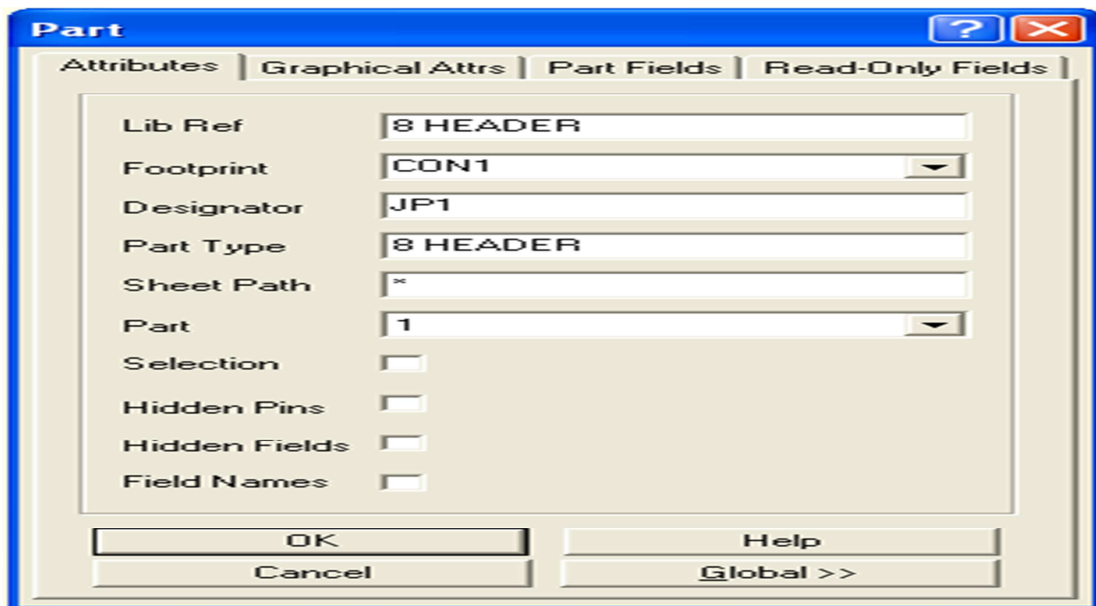 Part
Attributes Graphical Attrs Part Fields Read-Only Fields
Lib Ref 8 HEADER
Footprint CON1
Designator JP1
Part Type 8 HEADER
Sheet Path *
Part 1
Selection
Hidden Pins
Hidden Fields
Field Names
OK Help
Cancel Global >>